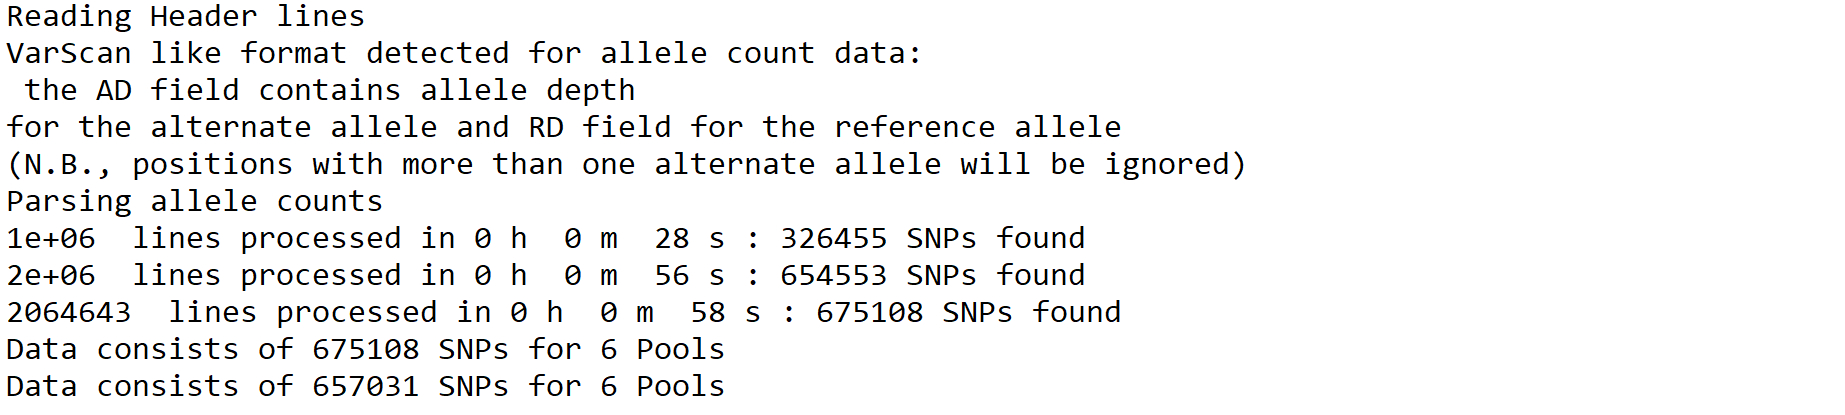 Reading Header lines
VarScan like format detected for allele count data:
 the AD field contains allele depth
for the alternate allele and RD field for the reference allele
(N.B., positions with more than one alternate allele will be ignored)
Parsing allele counts
1e+06  lines processed in 0 h  0 m  28 s : 326455 SNPs found
2e+06  lines processed in 0 h  0 m  56 s : 654553 SNPs found
2064643  lines processed in 0 h  0 m  58 s : 675108 SNPs found
Data consists of 675108 SNPs for 6 Pools
Data consists of 657031 SNPs for 6 Pools